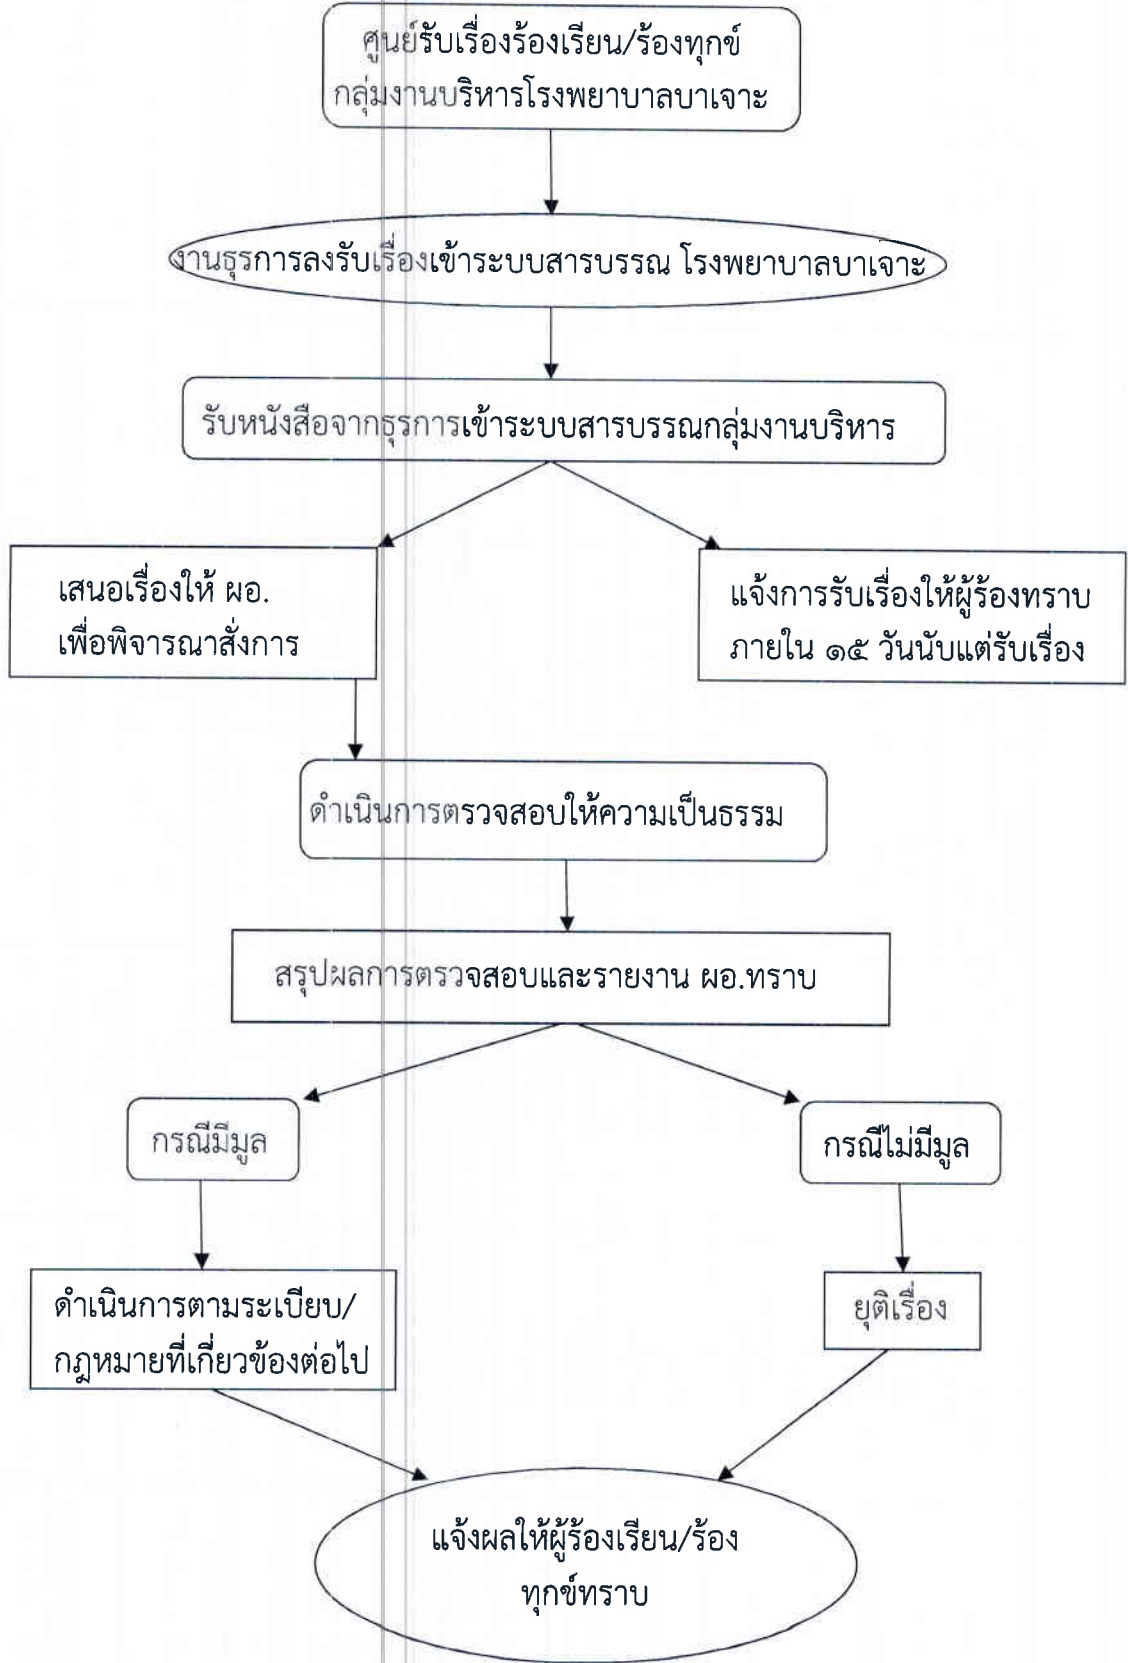 ศูนย์รับเรื่องร้องเรียน/ร้องทุกข์
กลุ่มงานบริหารโรงพยาบาลบาเจาะ
งานธุรการลงรับเรื่องเข้าระบบสารบรรณ โรงพยาบาลบาเจาะ
รับหนังสือจากธุรการเข้าระบบสารบรรณกลุ่มงานบริหาร
เสนอเรื่องให้ ผอ.
เพื่อพิจารณาสั่งการ
แจ้งการรับเรื่องให้ผู้ร้องทราบ
ภายใน ๑๕ วันนับแต่รับเรื่อง
ดำเนินการตรวจสอบให้ความเป็นธรรม
สรุปผลการตรวจสอบและรายงาน ผอ.ทราบ
กรณีมีมูล
กรณีไม่มีมูล
ดำเนินการตามระเบียบ/
กฎหมายที่เกี่ยวข้องต่อไป
ยุติเรื่อง
แจ้งผลให้ผู้ร้องเรียน/ร้อง
ทุกข์ทราบ